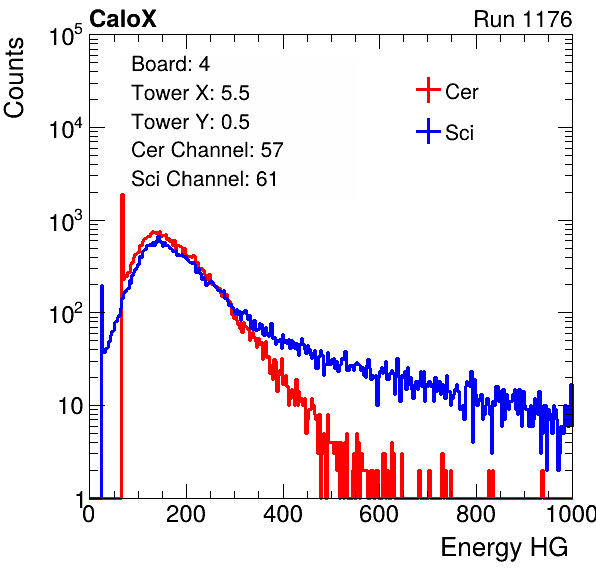 CaloX Run 1176
Counts
Board: 4
Tower X: 5.5
Tower Y: 0.5
Cer Channel: 57
Sci Channel: 61
Cer
Sci
10^5
10^4
10^3
10^2
10
1
0 200 400 600 800 1000
Energy HG